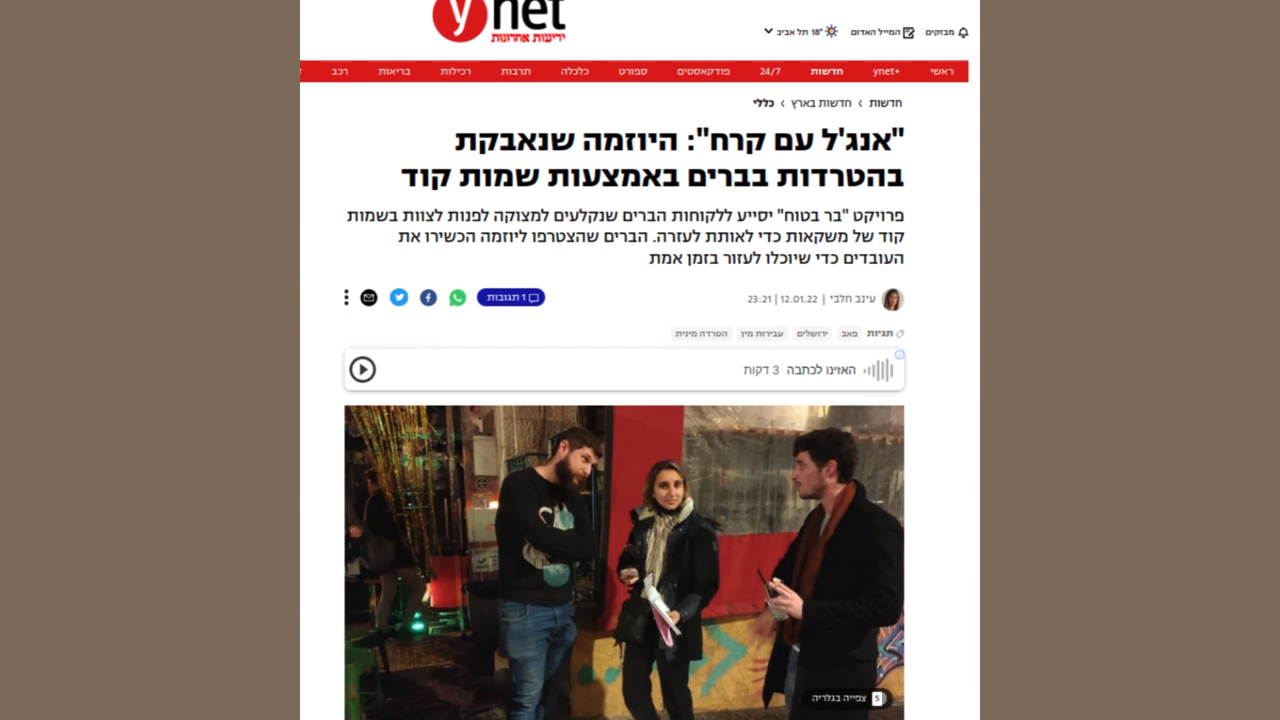 ynet
ידיעות אחרונות
מבזקים
המייל האדום
18° תל אביב
ראשי
ynet+
חדשות
24/7
פודקאסטים
ספורט
כלכלה
תרבות
רכילות
בריאות
רכב
חדשות › חדשות בארץ › כללי
"אנג'ל עם קרח": היוזמה שנאבקת
בהטרדות בברים באמצעות שמות קוד
פרויקט "בר בטוח" יסייע ללקוחות הברים שנקלעים למצוקה לפנות לצוות בשמות
קוד של משקאות כדי לאותת לעזרה. הברים שהצטרפו ליוזמה הכשירו את
העובדים כדי שיוכלו לעזור בזמן אמת
עינב חלבי | 12.01.22 | 23:21
1 תגובות
תגיות
פאב
ירושלים
עבירות מין
הטרדה מינית
האזינו לכתבה
3 דקות
5 צפייה בגלריה